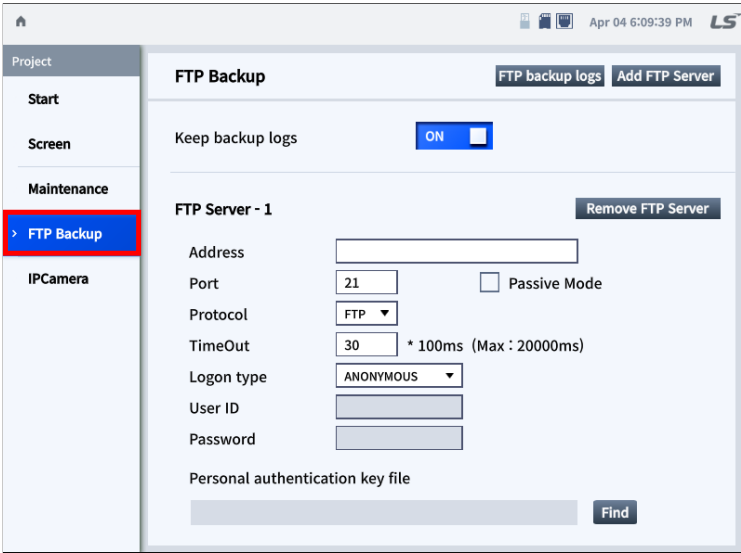 Apr 04 6:09:39 PM LS
Project
Start
Screen
Maintenance
> FTP Backup
IPCamera
FTP Backup FTP backup logs Add FTP Server
Keep backup logs ON
FTP Server - 1 Remove FTP Server
Address
Port 21 Passive Mode
Protocol FTP ▼
TimeOut 30 * 100ms (Max : 20000ms)
Logon type ANONYMOUS ▼
User ID
Password
Personal authentication key file
Find